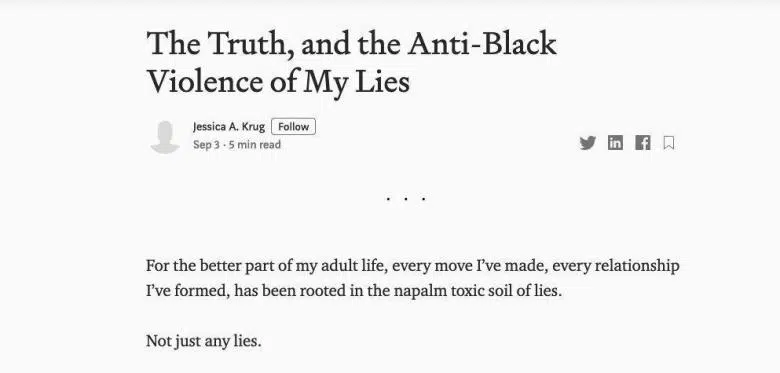 The Truth, and the Anti-Black
Violence of My Lies
Jessica A. Krug Follow
Sep 3 · 5 min read
. . .
For the better part of my adult life, every move I’ve made, every relationship
I’ve formed, has been rooted in the napalm toxic soil of lies.
Not just any lies.